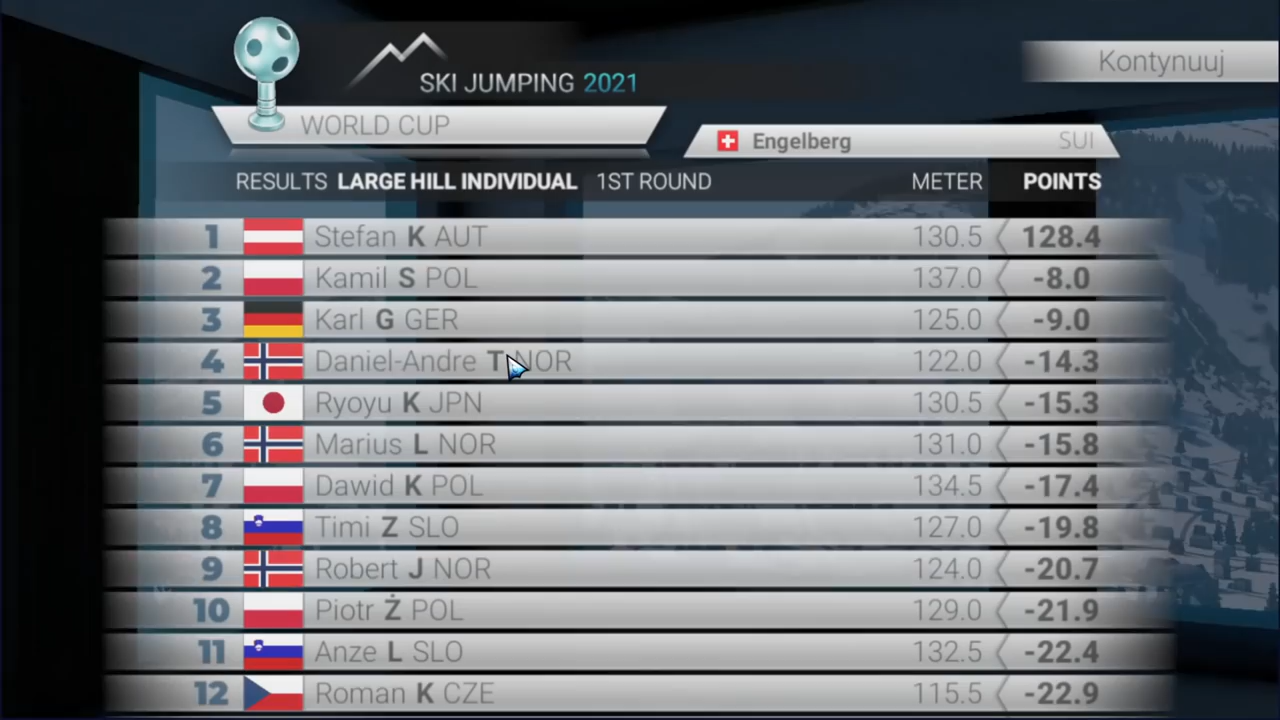 SKI JUMPING 2021
Kontynuuj
WORLD CUP
Engelberg SUI
RESULTS LARGE HILL INDIVIDUAL 1ST ROUND METER POINTS
1 Stefan K AUT 130.5 128.4
2 Kamil S POL 137.0 -8.0
3 Karl G GER 125.0 -9.0
4 Daniel-Andre T NOR 122.0 -14.3
5 Ryoyu K JPN 130.5 -15.3
6 Marius L NOR 131.0 -15.8
7 Dawid K POL 134.5 -17.4
8 Timi Z SLO 127.0 -19.8
9 Robert J NOR 124.0 -20.7
10 Piotr Ż POL 129.0 -21.9
11 Anze L SLO 132.5 -22.4
12 Roman K CZE 115.5 -22.9